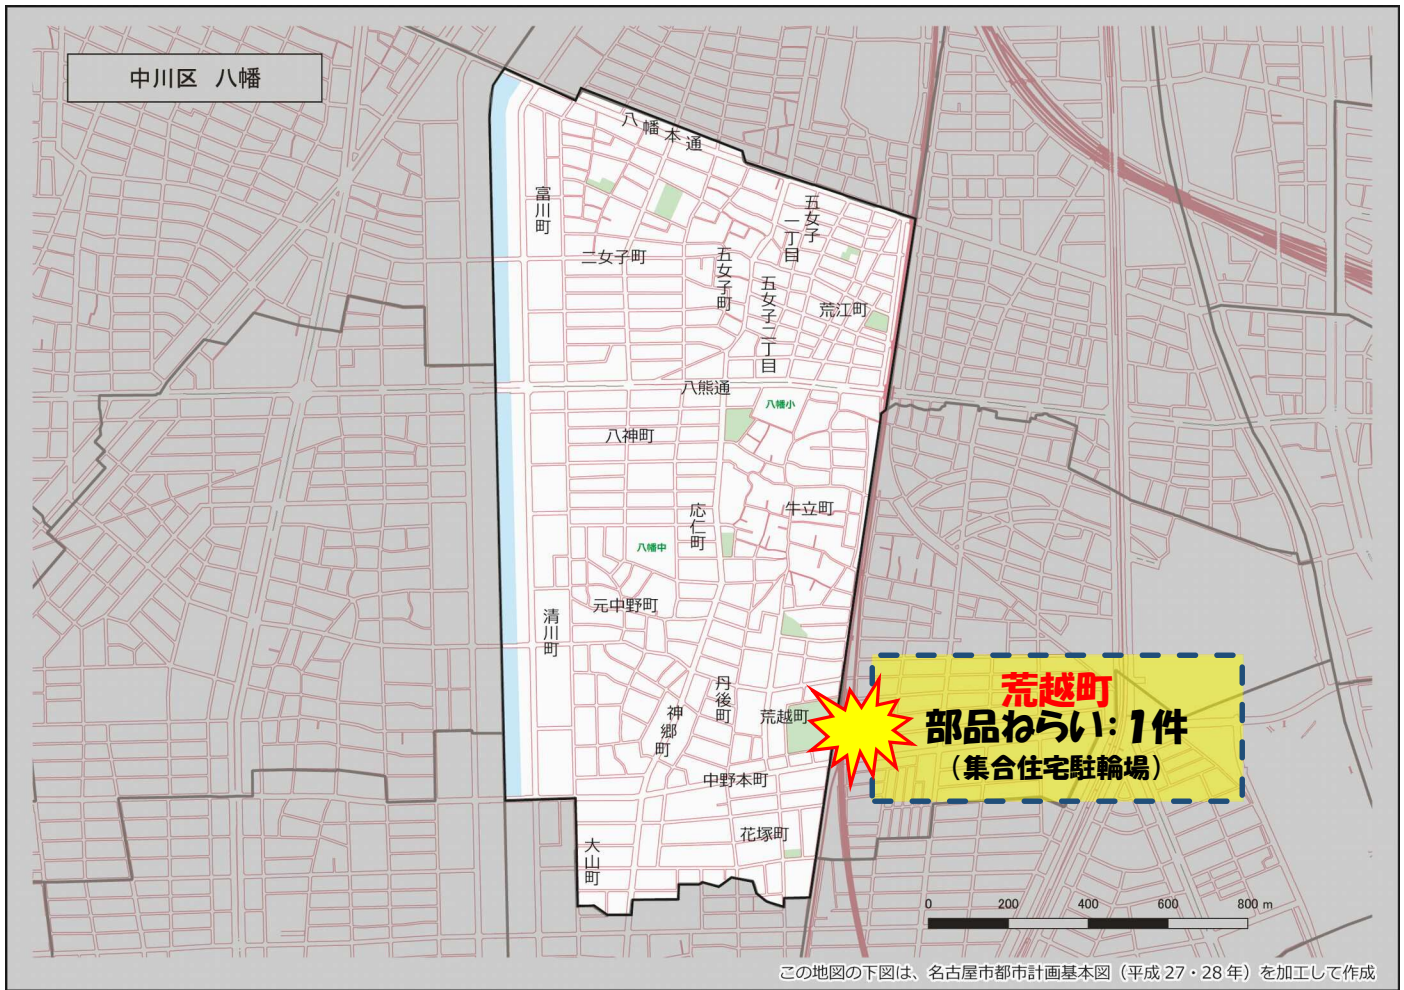 中川区 八幡
八幡本通
富川町
五女子
一丁目
二女子町
五女子町
五女子二丁目
荒江町
八熊通
八幡小
八神町
応仁町
牛立町
八幡中
元中野町
清川町
丹後町
神郷町
荒越町
荒越町
部品ねらい：1件
（集合住宅駐輪場）
中野本町
花塚町
大山町
0 200 400 600 800 m
この地図の下図は、名古屋市都市計画基本図（平成 27・28 年）を加工して作成